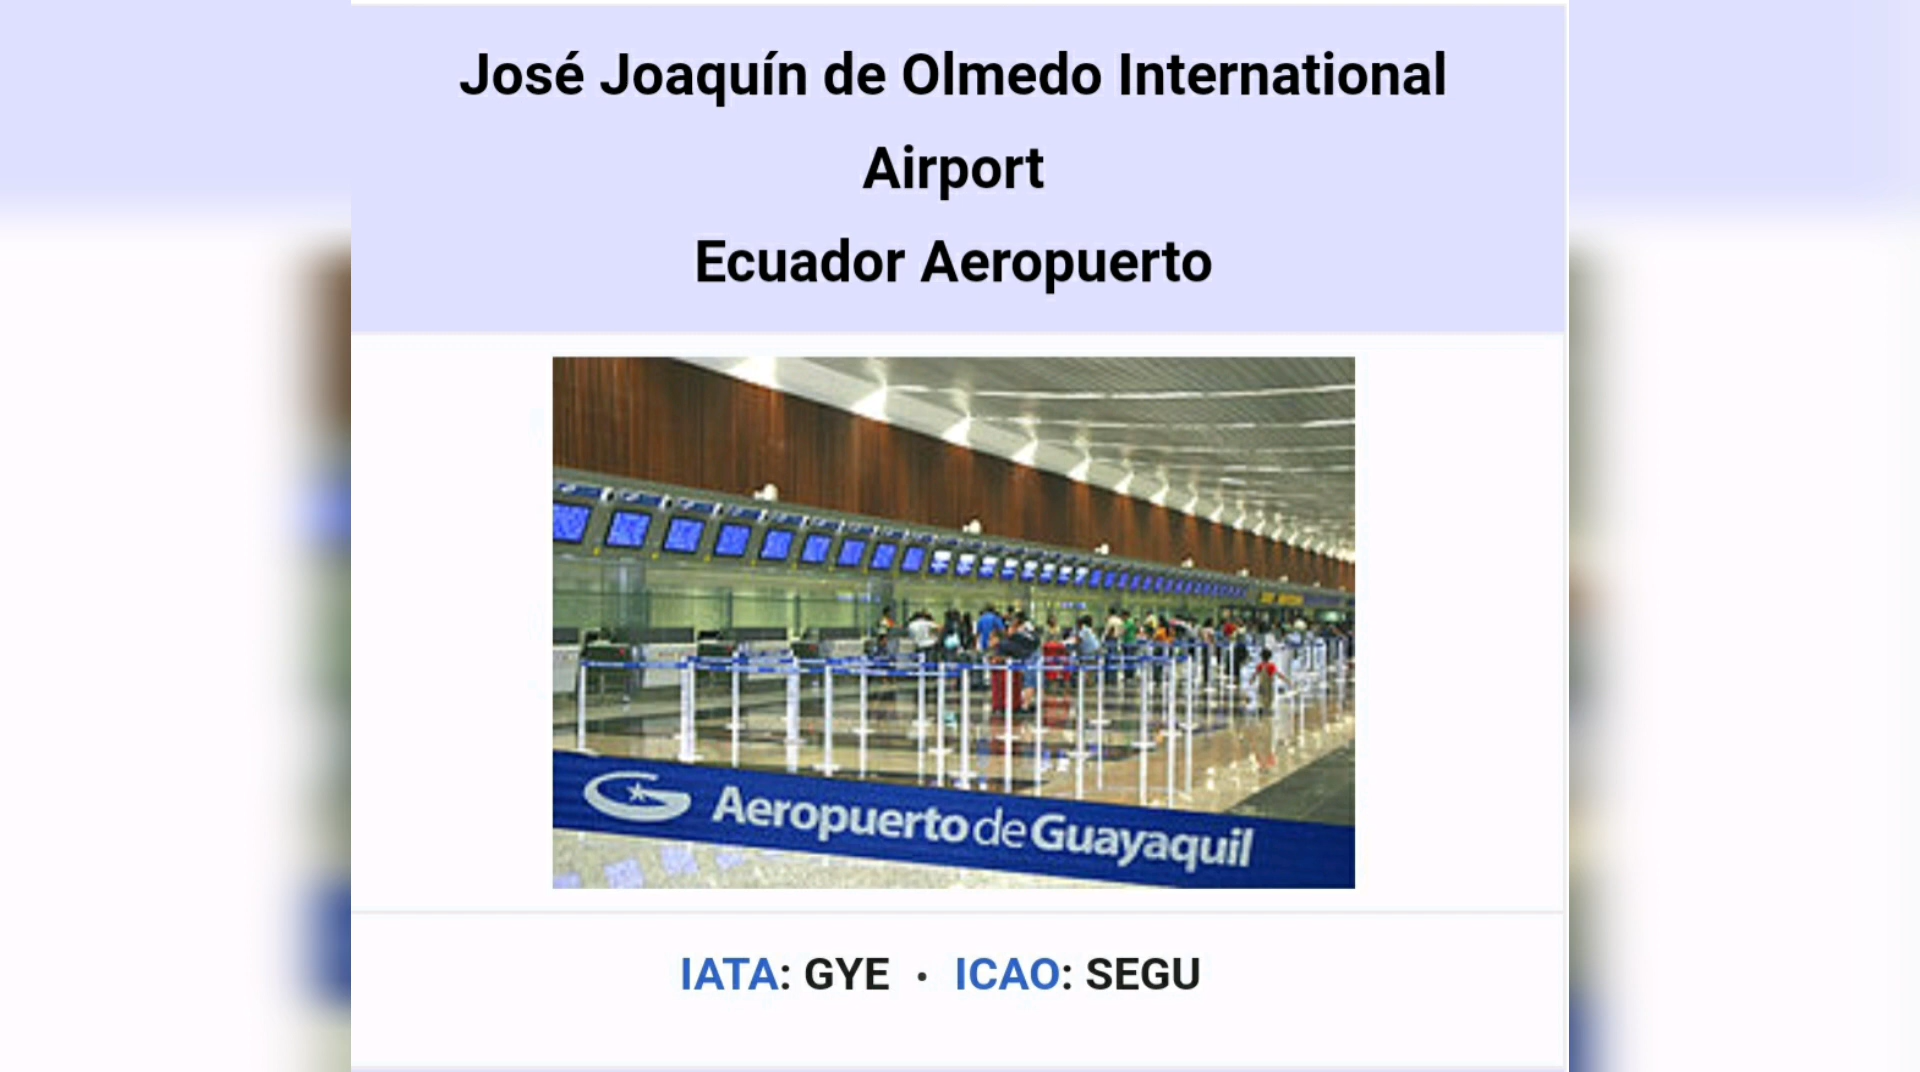 José Joaquín de Olmedo International
Airport
Ecuador Aeropuerto
Aeropuerto de Guayaquil
IATA: GYE · ICAO: SEGU